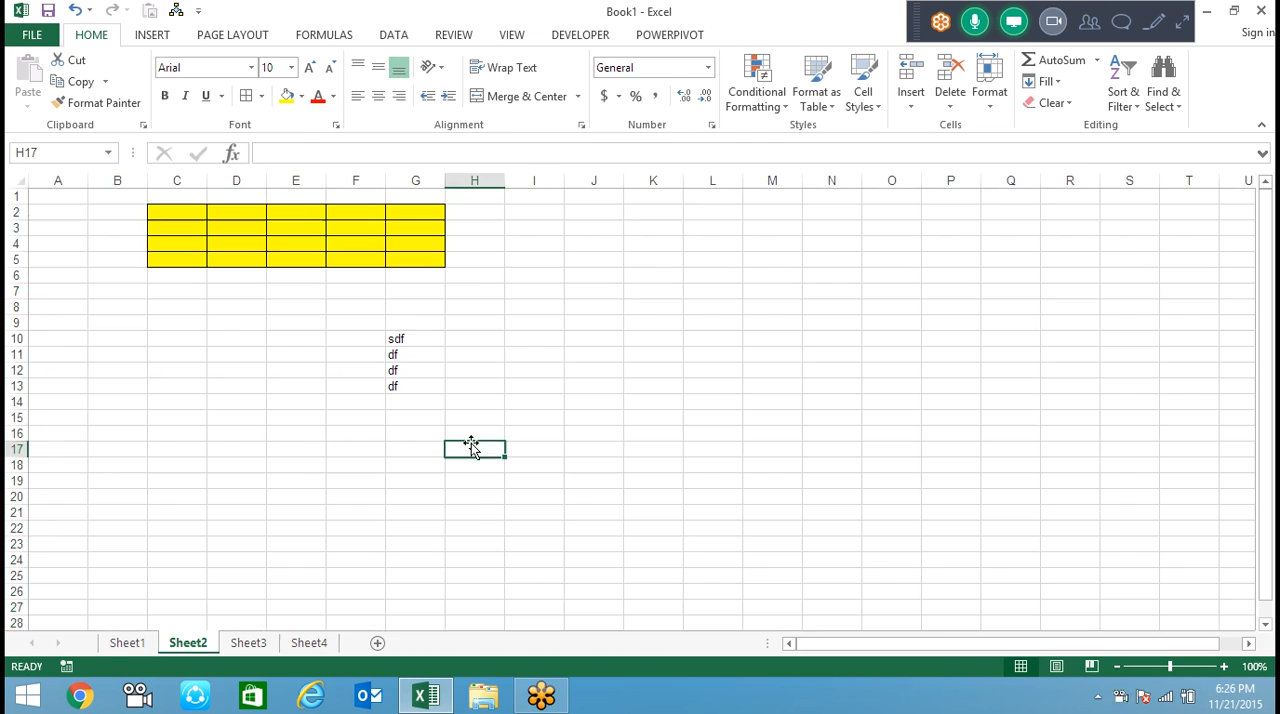 Book1 - Excel
Sign in
FILE HOME INSERT PAGE LAYOUT FORMULAS DATA REVIEW VIEW DEVELOPER POWERPIVOT
Paste
Cut
Copy
Format Painter
Clipboard
Arial 10
B I U
Font
Wrap Text
Merge & Center
Alignment
General
$ % ,
Number
Conditional Formatting
Format as Table
Cell Styles
Styles
Insert
Delete
Format
Cells
AutoSum
Fill
Clear
Sort & Filter
Find & Select
Editing
H17
fx
A B C D E F G H I J K L M N O P Q R S T U
1
2
3
4
5
6
7
8
9
10 sdf
11 df
12 df
13 df
14
15
16
17
18
19
20
21
22
23
24
25
26
27
28
Sheet1 Sheet2 Sheet3 Sheet4
READY
100%
6:26 PM
11/21/2015